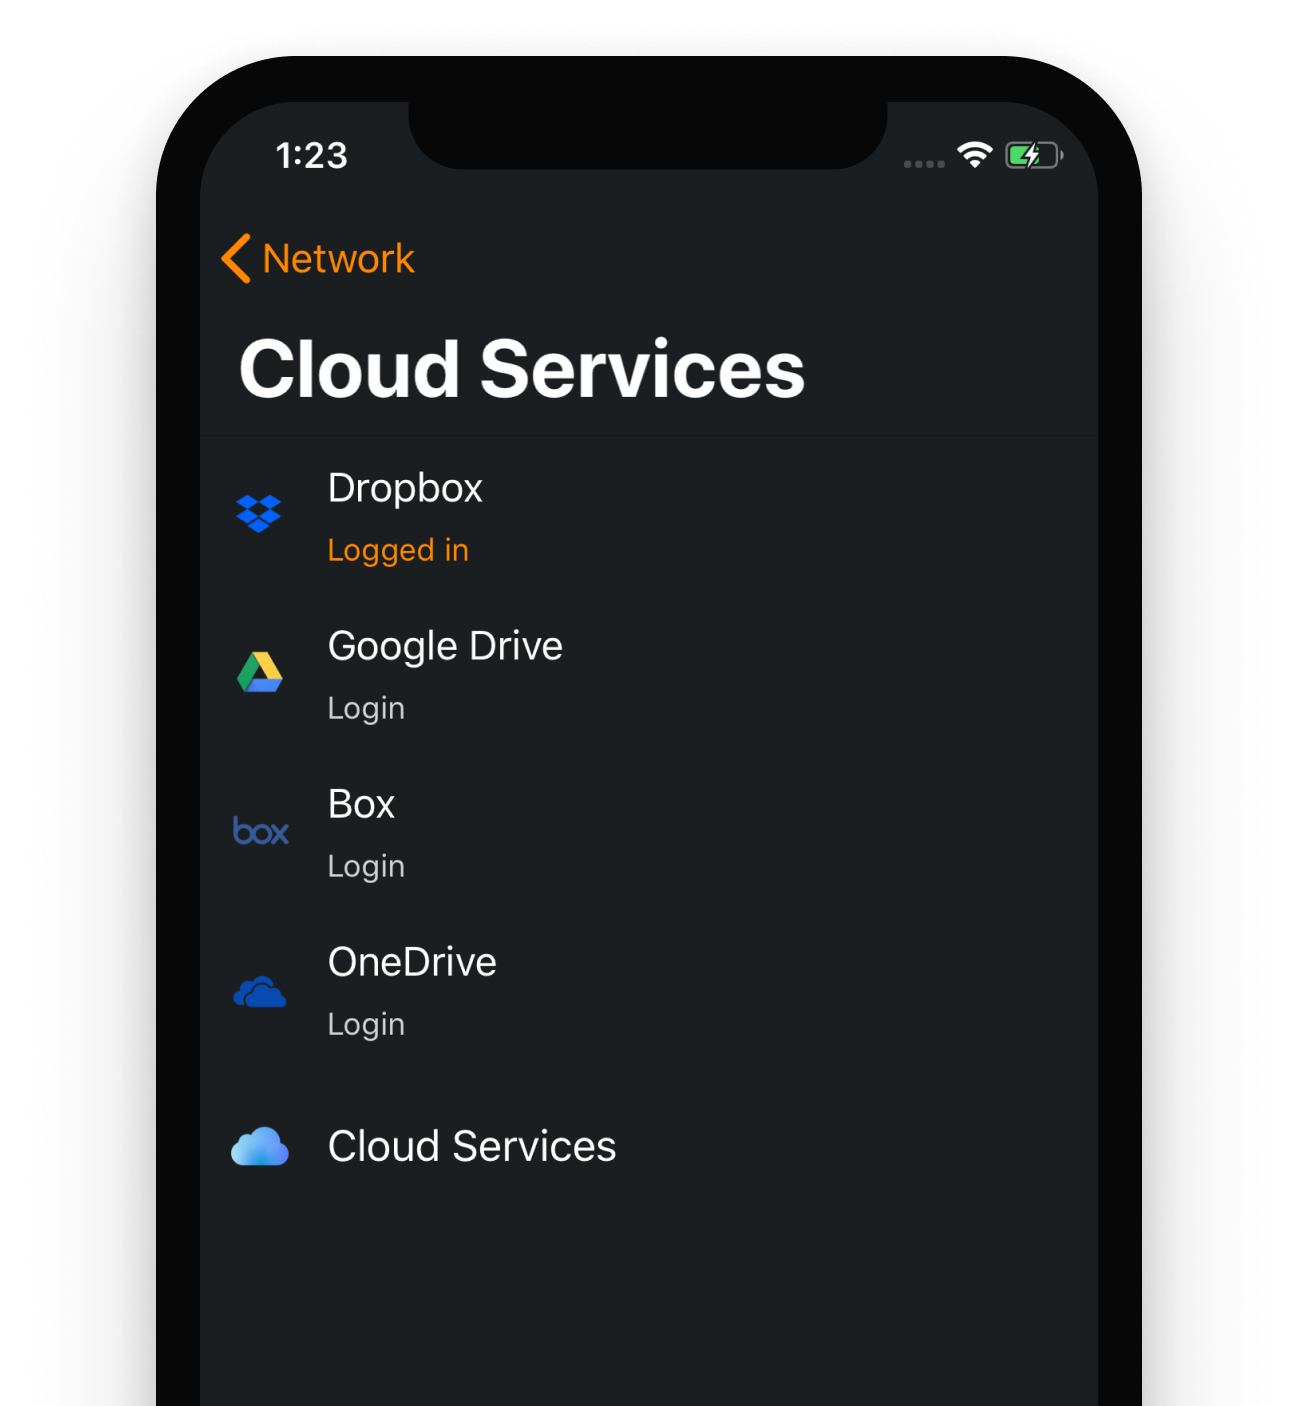 1:23
Network
Cloud Services
Dropbox
Logged in
Google Drive
Login
box
Box
Login
OneDrive
Login
Cloud Services